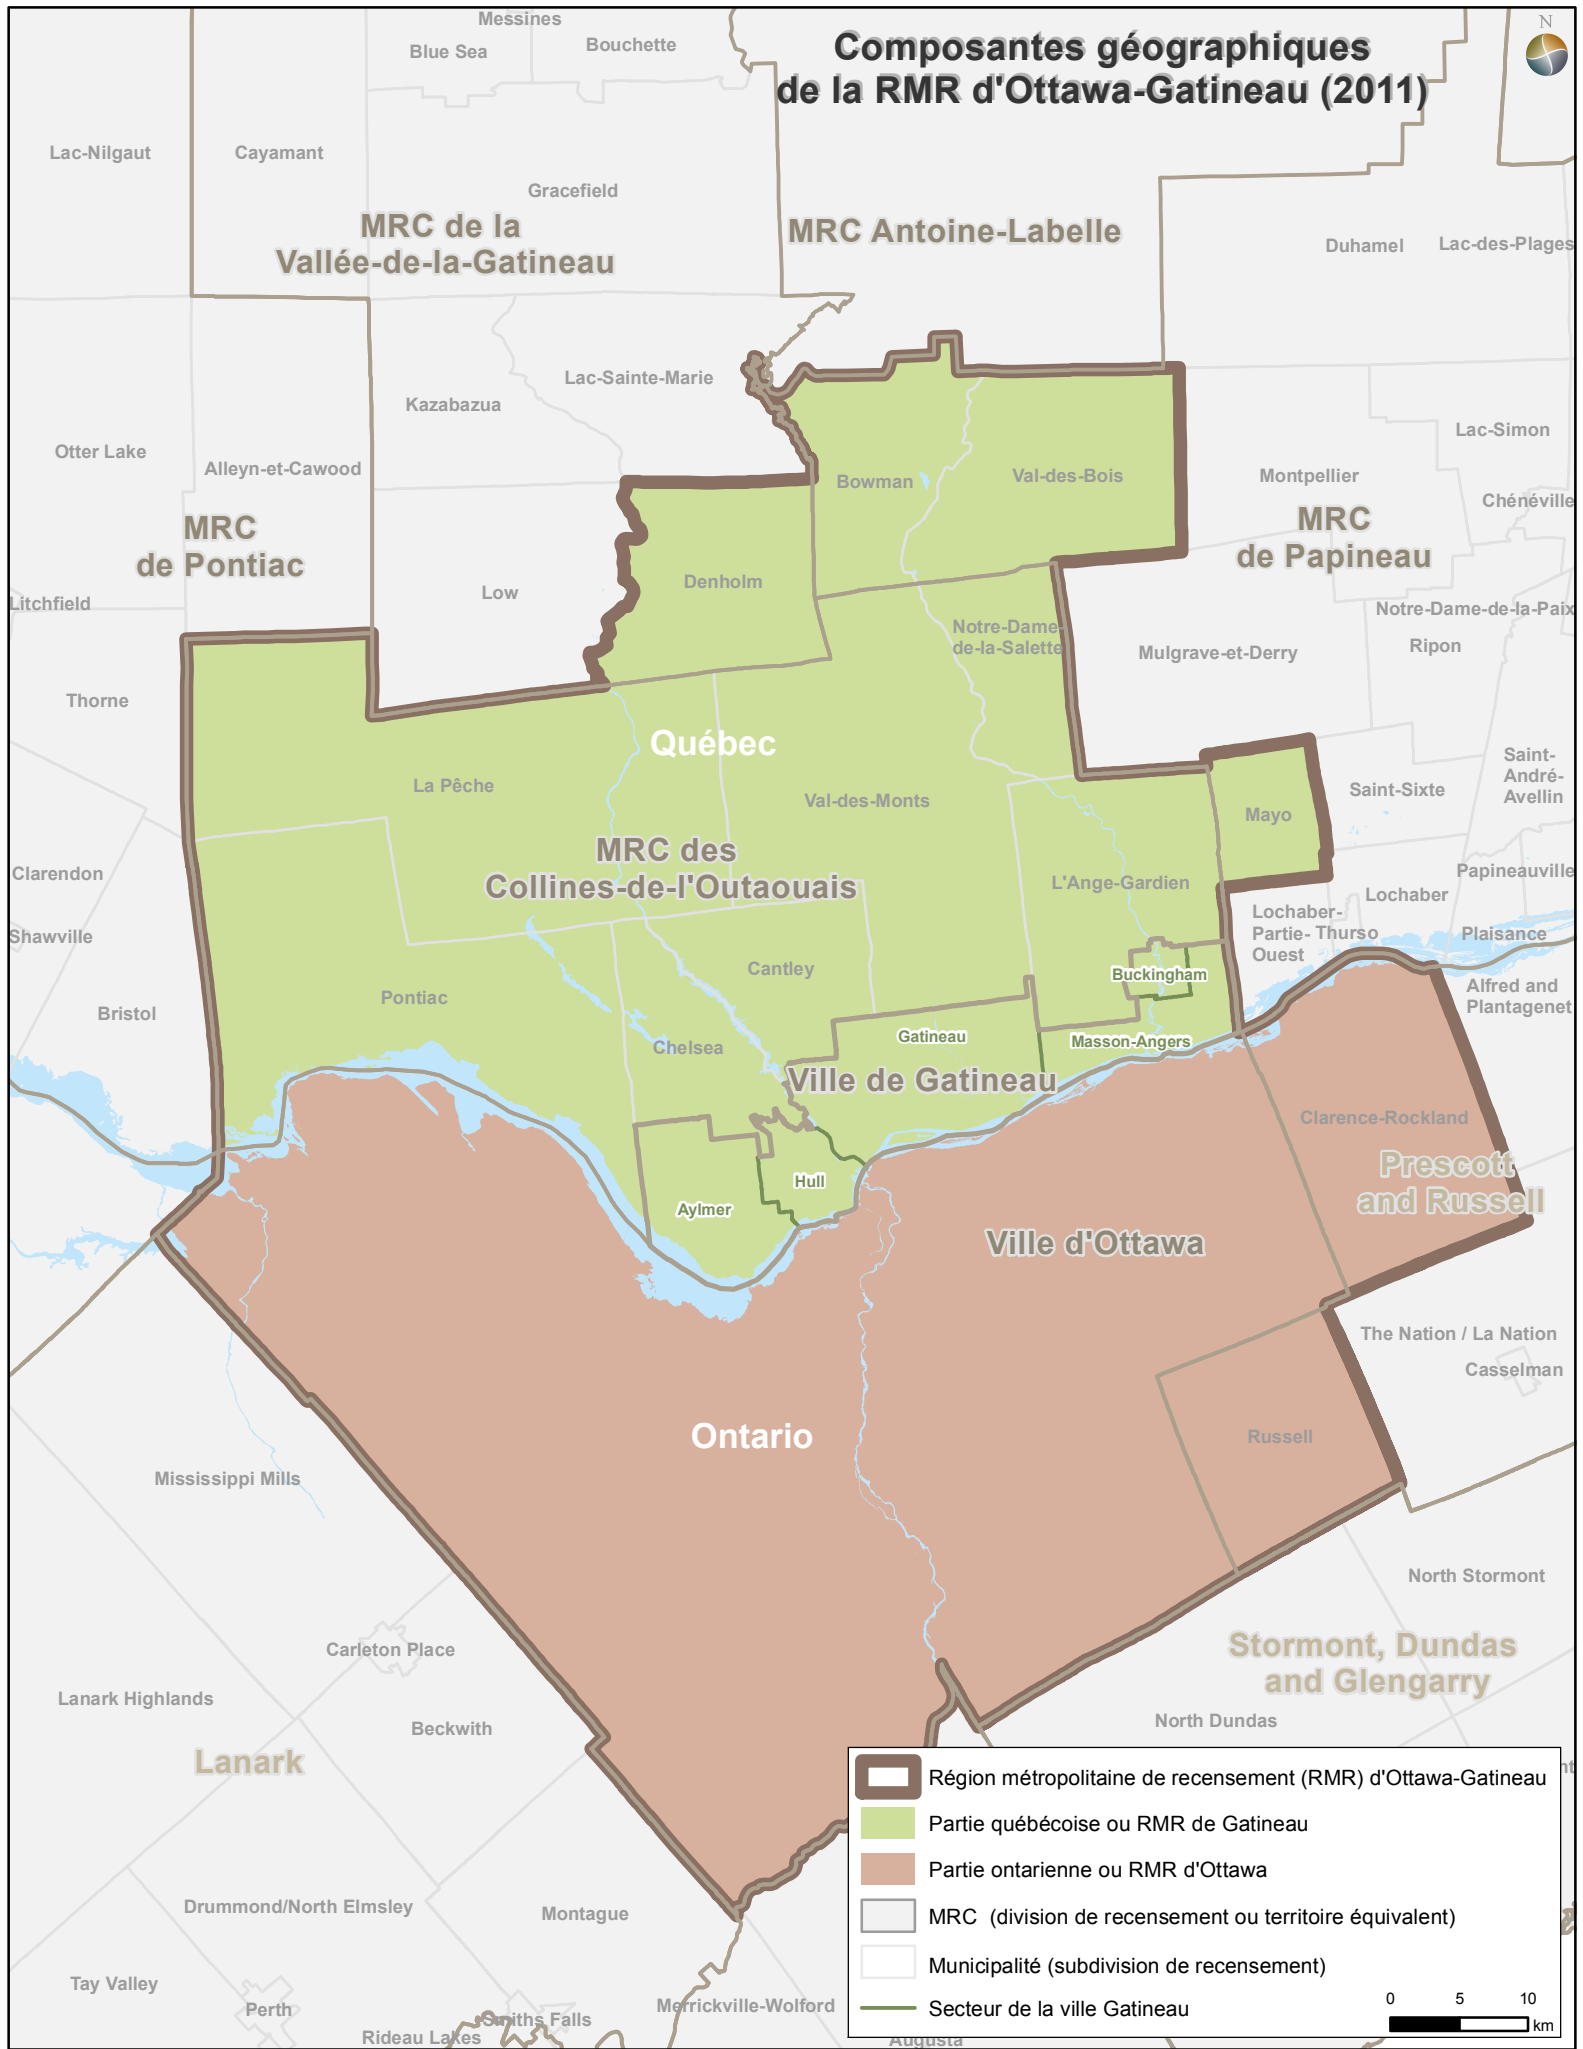 Messines
Blue Sea
Bouchette
N
Composantes géographiques
de la RMR d'Ottawa-Gatineau (2011)
Lac-Nilgaut
Cayamant
Gracefield
MRC de la
Vallée-de-la-Gatineau
MRC Antoine-Labelle
Duhamel
Lac-des-Plages
Lac-Sainte-Marie
Kazabazua
Otter Lake
Alleyn-et-Cawood
Bowman
Val-des-Bois
Lac-Simon
Montpellier
Chénéville
MRC
de Pontiac
MRC
de Papineau
Litchfield
Low
Denholm
Notre-Dame-
de-la-Salette
Mulgrave-et-Derry
Notre-Dame-de-la-Paix
Ripon
Thorne
Québec
La Pêche
Val-des-Monts
Mayo
Saint-Sixte
Saint-
André-
Avellin
MRC des
Collines-de-l'Outaouais
Clarendon
L'Ange-Gardien
Papineauville
Lochaber
Lochaber-
Partie-
Ouest
Thurso
Plaisance
Shawville
Cantley
Buckingham
Alfred and
Plantagenet
Pontiac
Bristol
Chelsea
Gatineau
Masson-Angers
Ville de Gatineau
Clarence-Rockland
Prescott
and Russell
Hull
Aylmer
Ville d'Ottawa
The Nation / La Nation
Casselman
Ontario
Russell
Mississippi Mills
North Stormont
Carleton Place
Stormont, Dundas
and Glengarry
Lanark Highlands
Beckwith
North Dundas
Lanark
Région métropolitaine de recensement (RMR) d'Ottawa-Gatineau
Partie québécoise ou RMR de Gatineau
Partie ontarienne ou RMR d'Ottawa
MRC (division de recensement ou territoire équivalent)
Municipalité (subdivision de recensement)
Secteur de la ville Gatineau
0 5 10
km
Drummond/North Elmsley
Montague
Tay Valley
Perth
Merrickville-Wolford
Smiths Falls
Rideau Lakes
Augusta